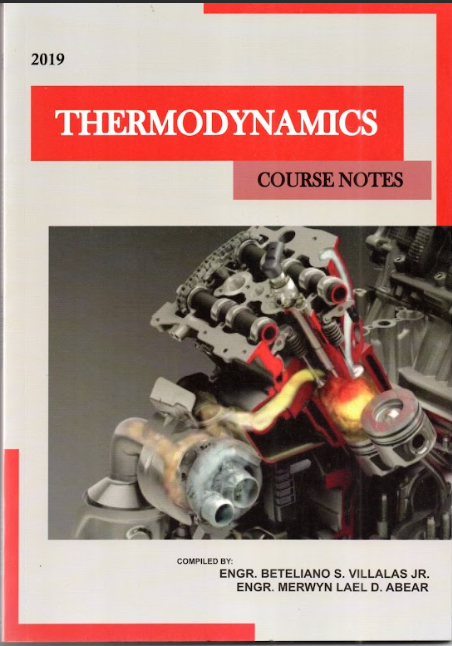 2019
THERMODYNAMICS
COURSE NOTES
COMPILED BY:
ENGR. BETELIANO S. VILLALAS JR.
ENGR. MERWYN LAEL D. ABEAR